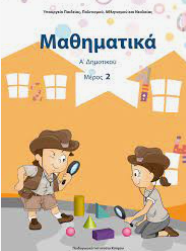 Υπουργείο Παιδείας, Πολιτισμού, Αθλητισμού και Νεολαίας
Μαθηματικά
Α΄ Δημοτικού
Μέρος 2
Παιδαγωγικό Ινστιτούτο Κύπρου